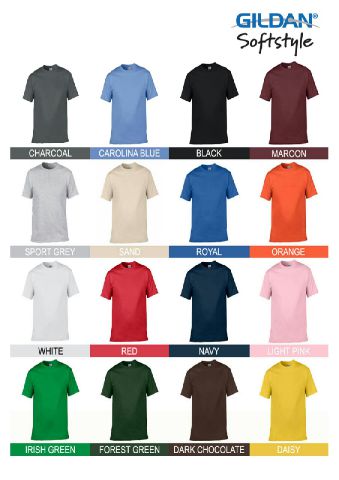 GILDAN®
Softstyle
CHARCOAL CAROLINA BLUE BLACK MAROON
SPORT GREY SAND ROYAL ORANGE
WHITE RED NAVY LIGHT PINK
IRISH GREEN FOREST GREEN DARK CHOCOLATE DAISY